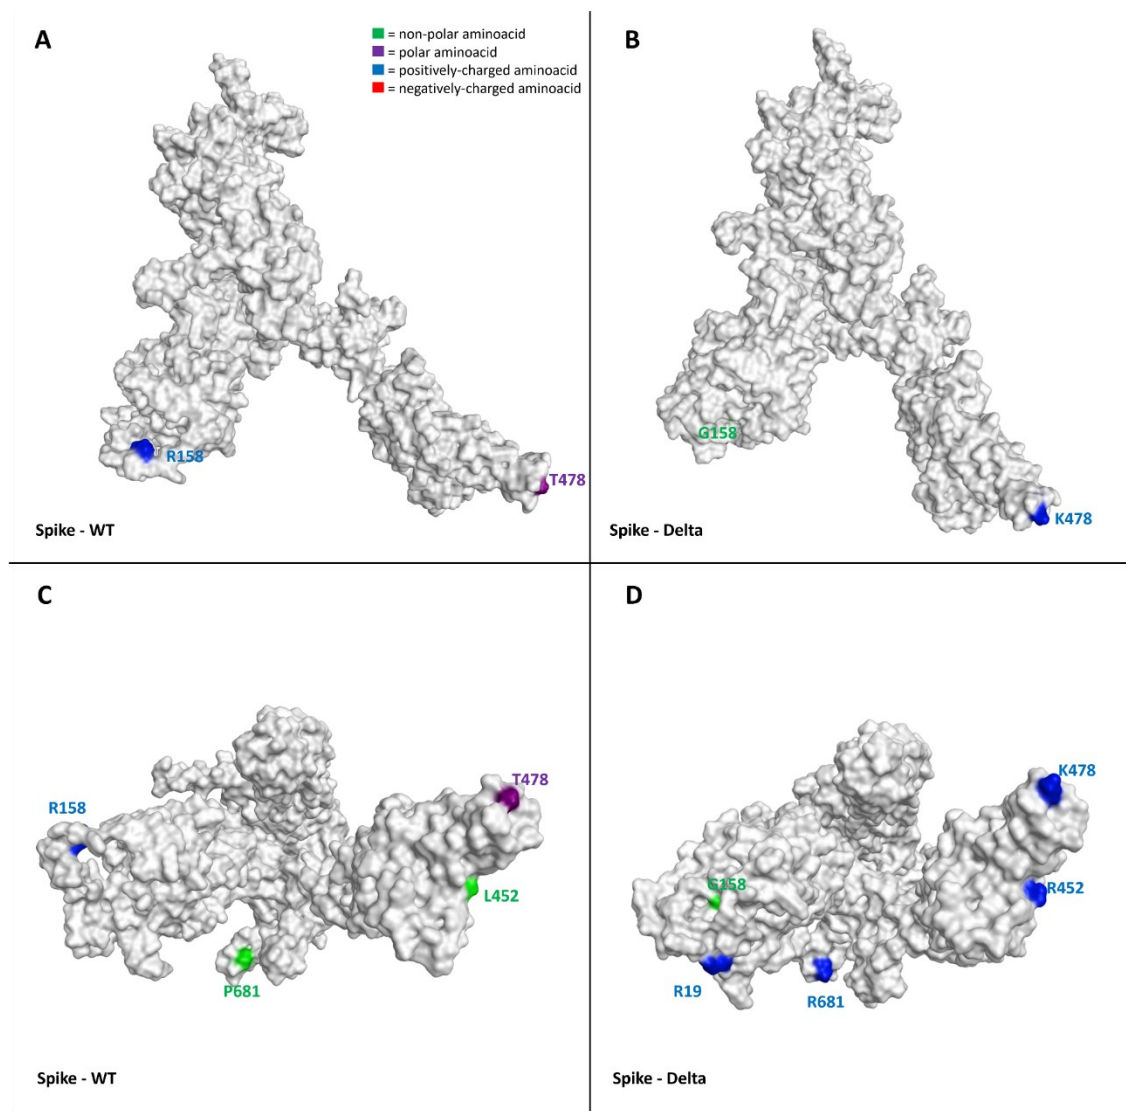 A
= non-polar aminoacid
= polar aminoacid
= positively-charged aminoacid
= negatively-charged aminoacid
R158
T478
Spike - WT
B
G158
K478
Spike - Delta
C
R158
T478
L452
P681
Spike - WT
D
K478
G158
R452
R19
R681
Spike - Delta